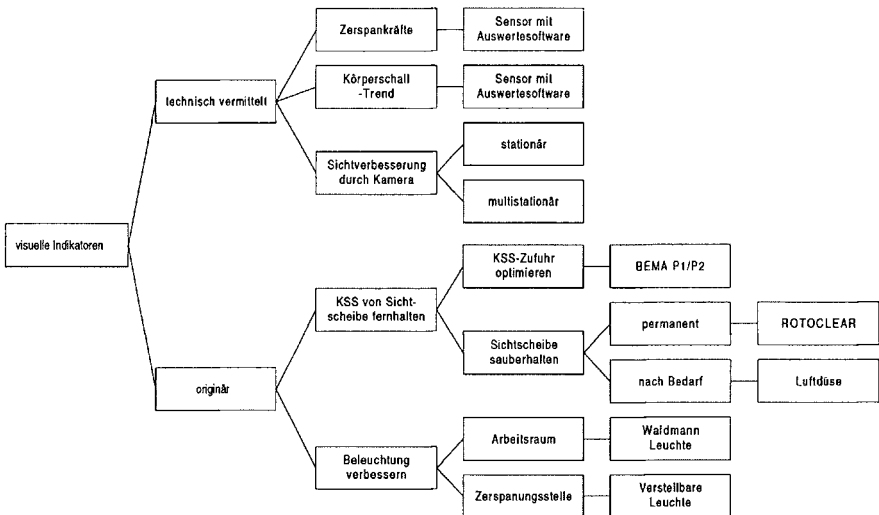 Zerspankräfte
Sensor mit
Auswertesoftware
Körperschall
-Trend
Sensor mit
Auswertesoftware
technisch vermittelt
Sichtverbesserung
durch Kamera
stationär
multistationär
visuelle Indikatoren
KSS von Sicht-
scheibe fernhalten
KSS-Zufuhr
optimieren
BEMA P1/P2
Sichtscheibe
sauberhalten
permanent
ROTOCLEAR
nach Bedarf
Luftdüse
originär
Beleuchtung
verbessern
Arbeitsraum
Waldmann
Leuchte
Zerspanungsstelle
Verstellbare
Leuchte